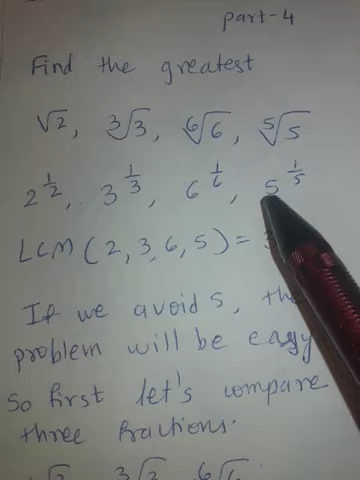 part-4
Find the greatest
√2, ∛3, ⁶√6, ⁵√5
2^{1/2}, 3^{1/3}, 6^{1/6}, 5^{1/5}
LCM (2, 3, 6, 5) = 3
If we avoid 5, the
problem will be easy
So first let's compare
three fractions.